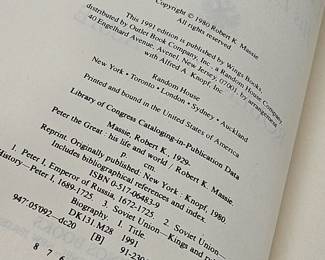 Copyright © 1980 Robert K. Massie
All rights reserved
This 1991 edition is published by Wings Books,
distributed by Outlet Book Company, Inc., a Random House Company,
40 Engelhard Avenue, Avenel, New Jersey, 07001, by arrangement
with Alfred A. Knopf, Inc.
Random House
New York • Toronto • London • Sydney • Auckland
Printed and bound in the United States of America
Library of Congress Cataloging-in-Publication Data
Massie, Robert K. 1929-
Peter the Great : his life and world / Robert K. Massie.
p. cm.
Reprint. Originally published: New York : Knopf, 1980
Includes bibliographical references and index.
ISBN 0-517-06483-9
1. Peter I, Emperor of Russia, 1672-1725. 2. Soviet Union—
History—Peter I, 1689-1725. 3. Soviet Union—Kings and
Biography. I. Title
DK131.M28 1991
947'.05'092—dc20 [B] 91-230
8 7 6